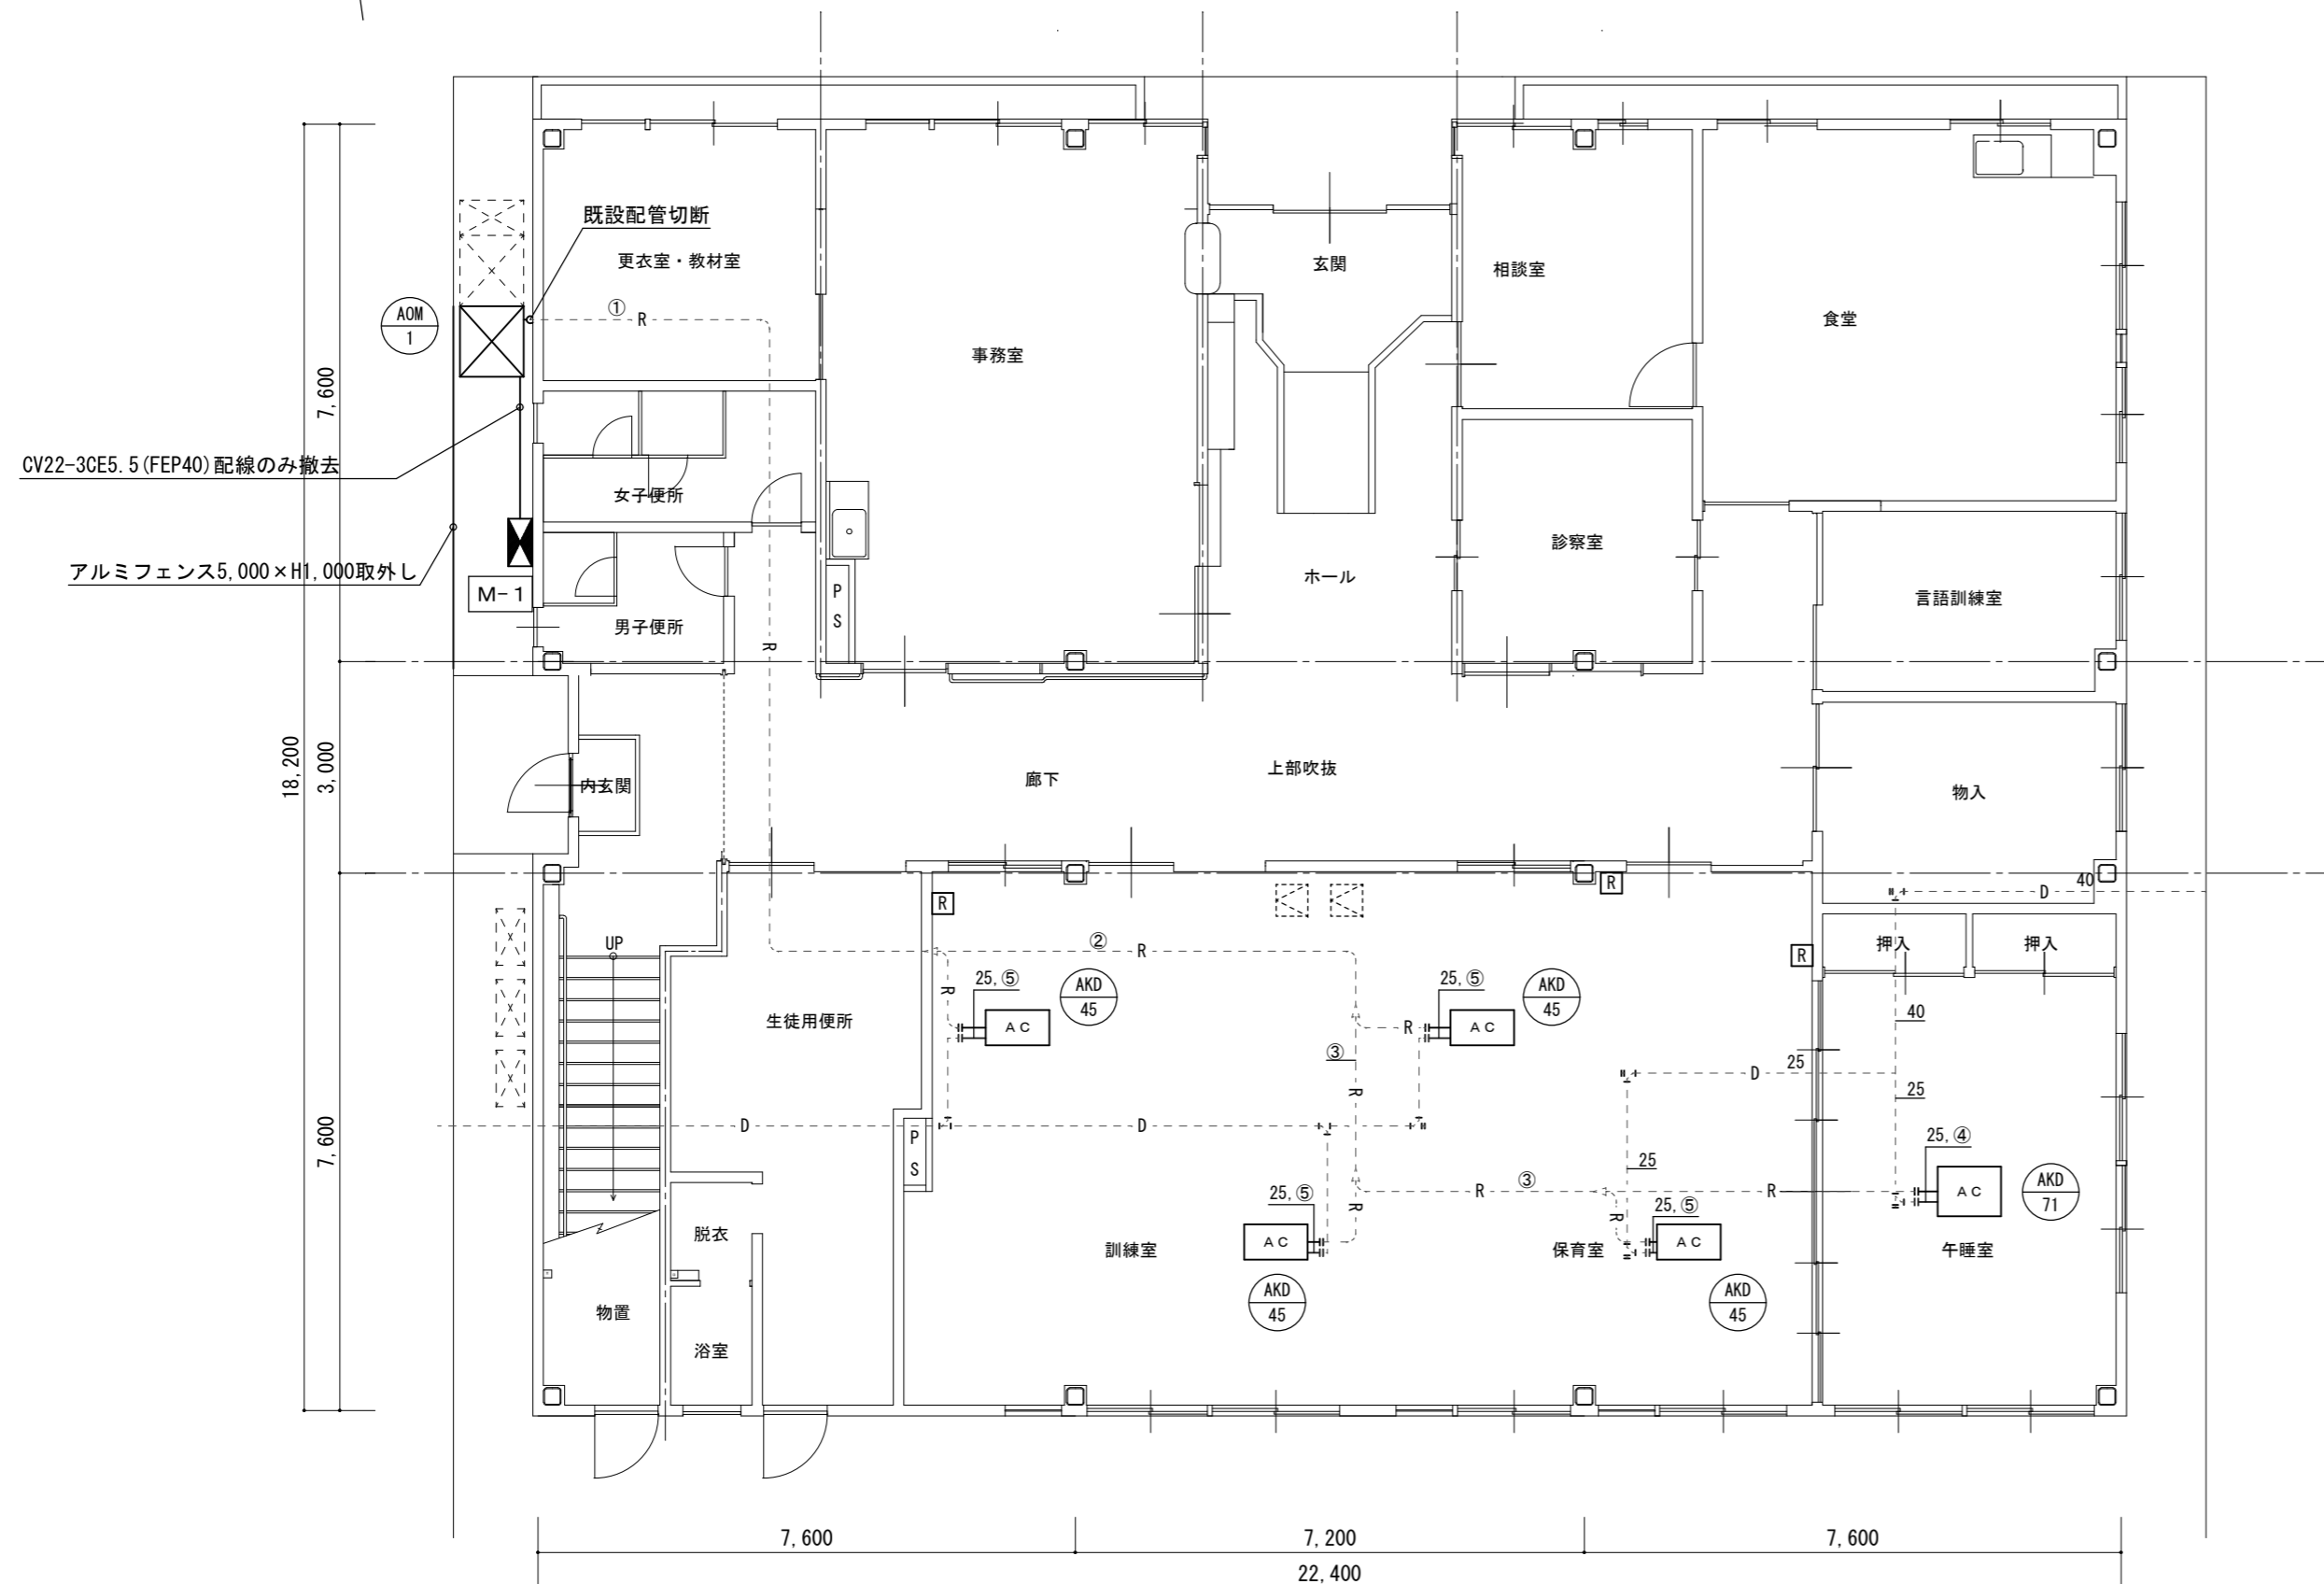 既設配管切断
更衣室・教材室
① R
AOM
1
玄関
相談室
食堂
事務室
7,600
CV22-3CE5.5(FEP40)配線のみ撤去
女子便所
アルミフェンス5,000×H1,000取外し
M-1
男子便所
P
S
R
ホール
診察室
言語訓練室
18,200
3,000
内玄関
廊下
上部吹抜
物入
R
R
40
D
UP
② R
R
押入
押入
25,⑤
AKD
45
25,⑤
AKD
45
R
AC
R
AC
生徒用便所
40
③
25
D
25
R
25
D
D
P
S
7,600
25
25,④
③
R
R
AC
AKD
71
25,⑤
R
25,⑤
R
脱衣
AC
訓練室
保育室
AC
午睡室
物置
AKD
45
AKD
45
浴室
7,600
7,200
7,600
22,400